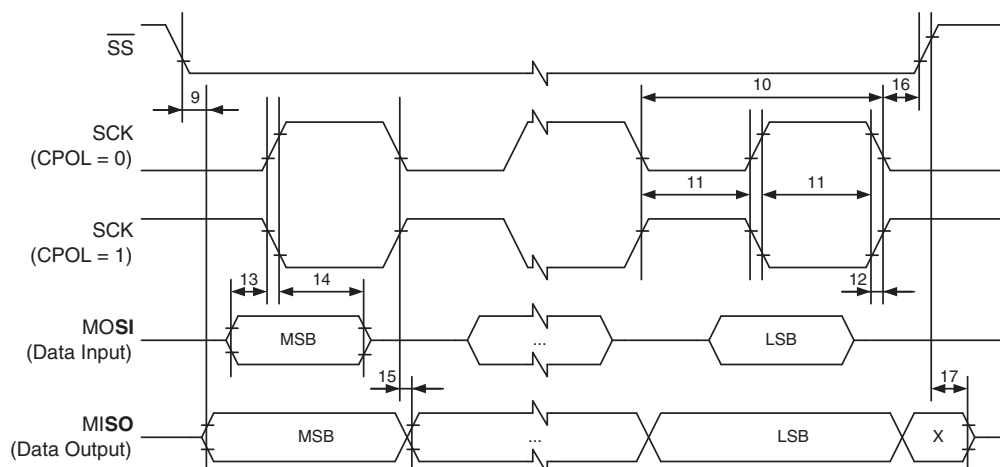 SS
9
10
16
SCK
(CPOL = 0)
11
11
SCK
(CPOL = 1)
13
14
12
MOSI
(Data Input)
MSB
...
LSB
15
17
MISO
(Data Output)
MSB
...
LSB
X